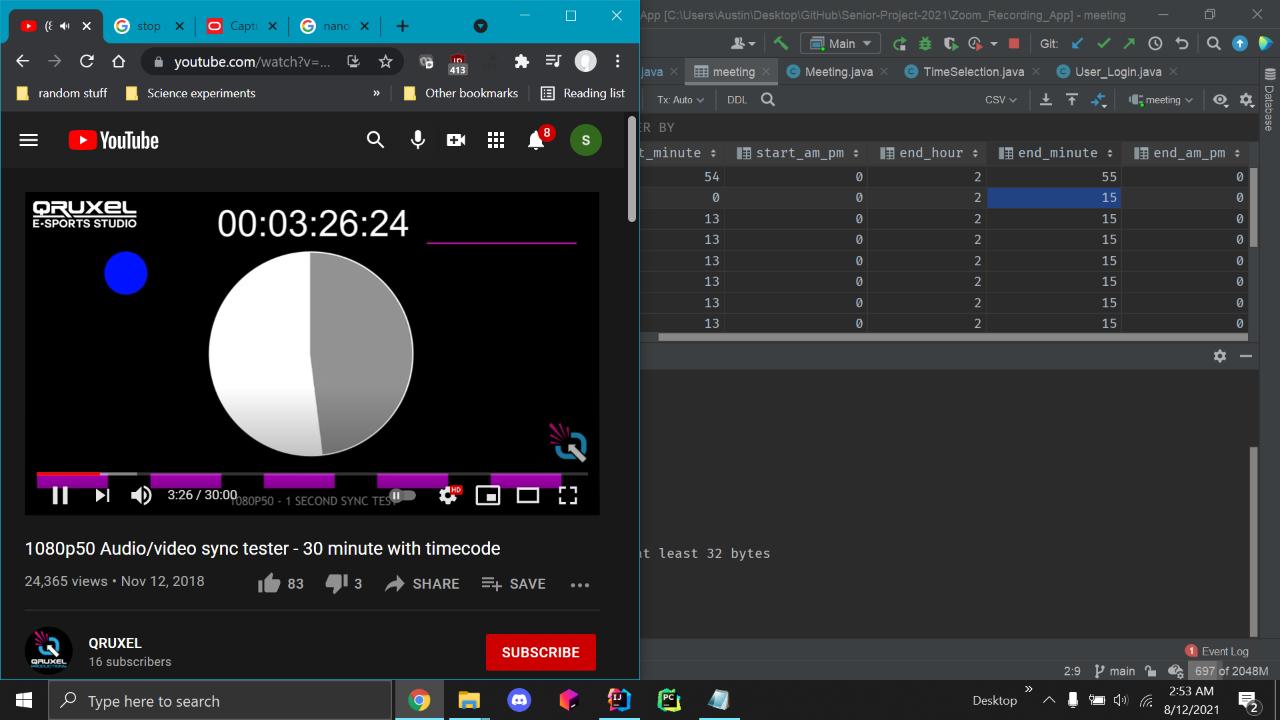 stop
Captu
nano
youtube.com/watch?v=...
413
random stuff
Science experiments
»
Other bookmarks
Reading list
YouTube
8
S
QRUXEL
E-SPORTS STUDIO
00:03:26:24
3:26 / 30:00
HD
1080P50 - 1 SECOND SYNC TEST
1080p50 Audio/video sync tester - 30 minute with timecode
24,365 views • Nov 12, 2018
83
3
SHARE
SAVE
QRUXEL
16 subscribers
SUBSCRIBE
App [C:\Users\Austin\Desktop\GitHub\Senior-Project-2021\Zoom_Recording_App] - meeting
Main
Git:
java
meeting
Meeting.java
TimeSelection.java
User_Login.java
Tx: Auto
DDL
CSV
meeting
Database
ER BY
t_minute start_am_pm end_hour end_minute end_am_pm
54 0 2 55 0
0 0 2 15 0
13 0 2 15 0
13 0 2 15 0
13 0 2 15 0
13 0 2 15 0
13 0 2 15 0
13 0 2 15 0
at least 32 bytes
1 Event Log
2:9 main 697 of 2048M
Type here to search
Desktop
»
2:53 AM
8/12/2021
2